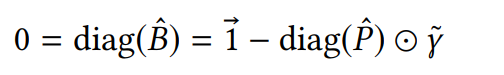 0 = diag(B̂) = 1⃗ − diag(P̂) ⊙ γ̃